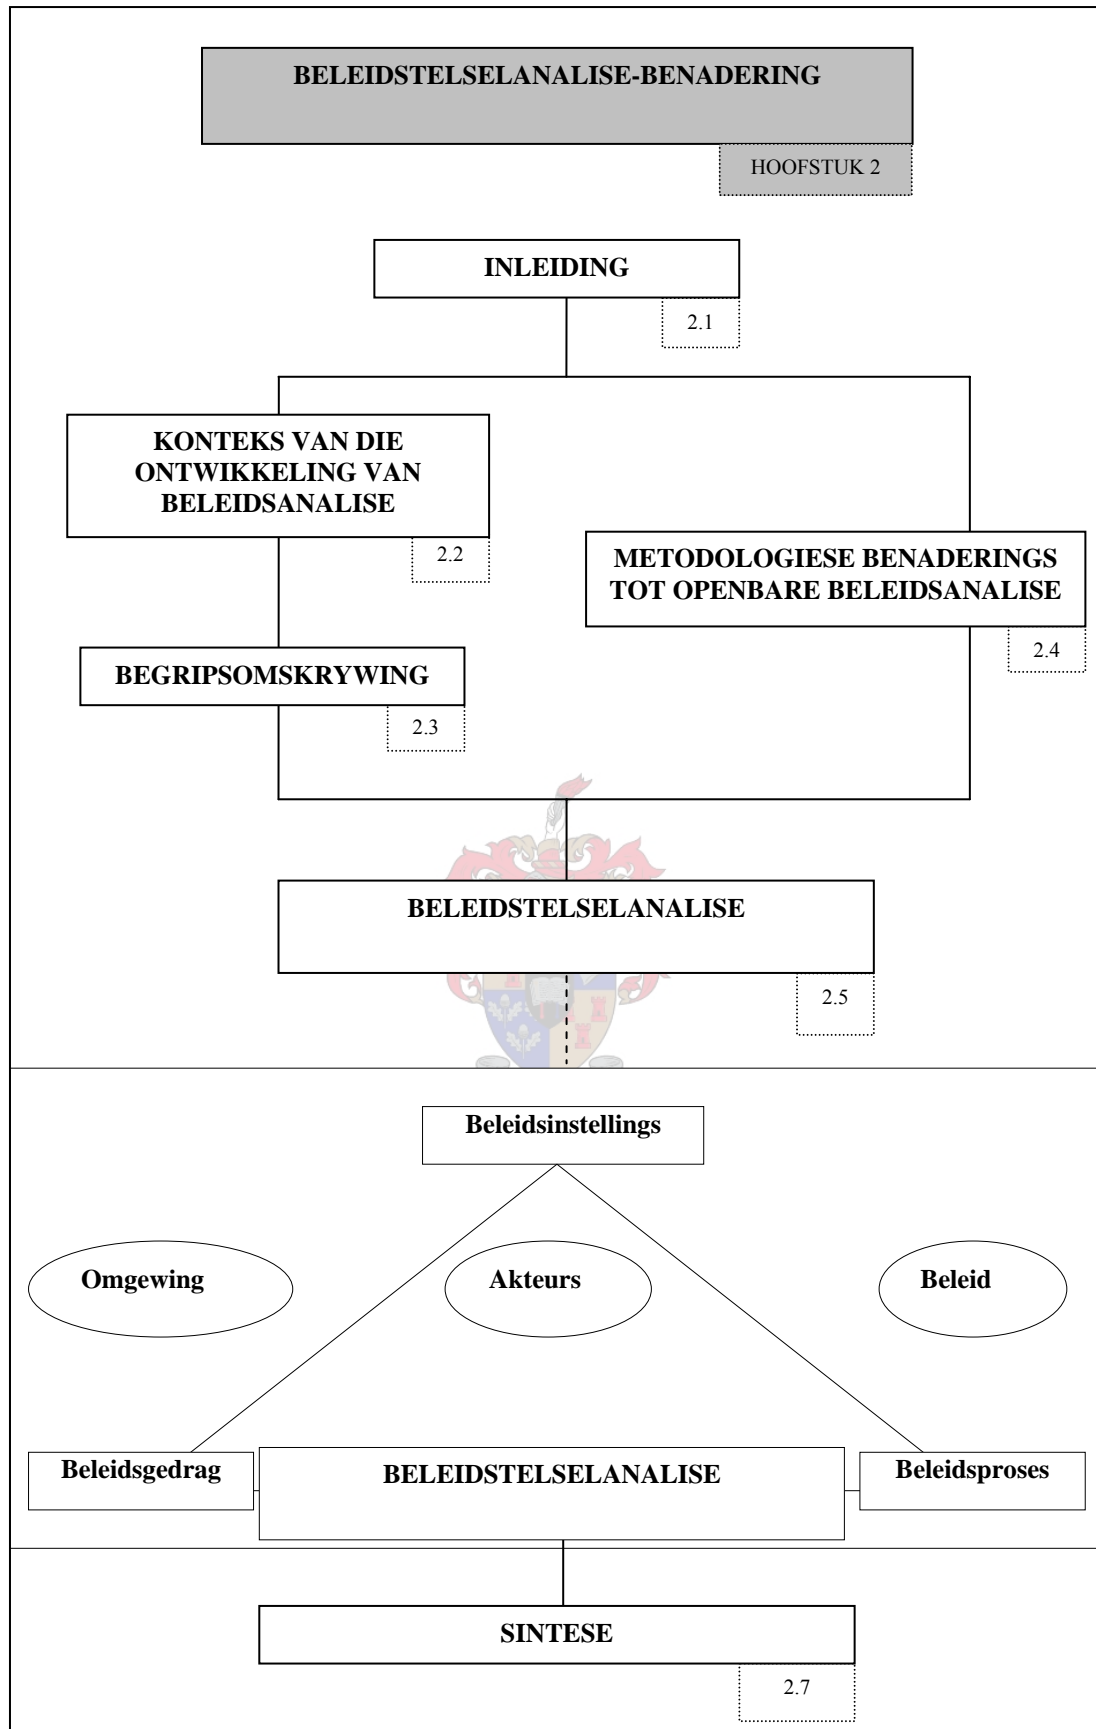 BELEIDSTELSELANALISE-BENADERING
HOOFSTUK 2
INLEIDING
2.1
KONTEKS VAN DIE
ONTWIKKELING VAN
BELEIDSANALISE
2.2
METODOLOGIESE BENADERINGS
TOT OPENBARE BELEIDSANALISE
2.4
BEGRIPSOMSKRYWING
2.3
BELEIDSTELSELANALISE
2.5
Beleidsinstellings
Omgewing
Akteurs
Beleid
Beleidsgedrag
BELEIDSTELSELANALISE
Beleidsproses
SINTESE
2.7